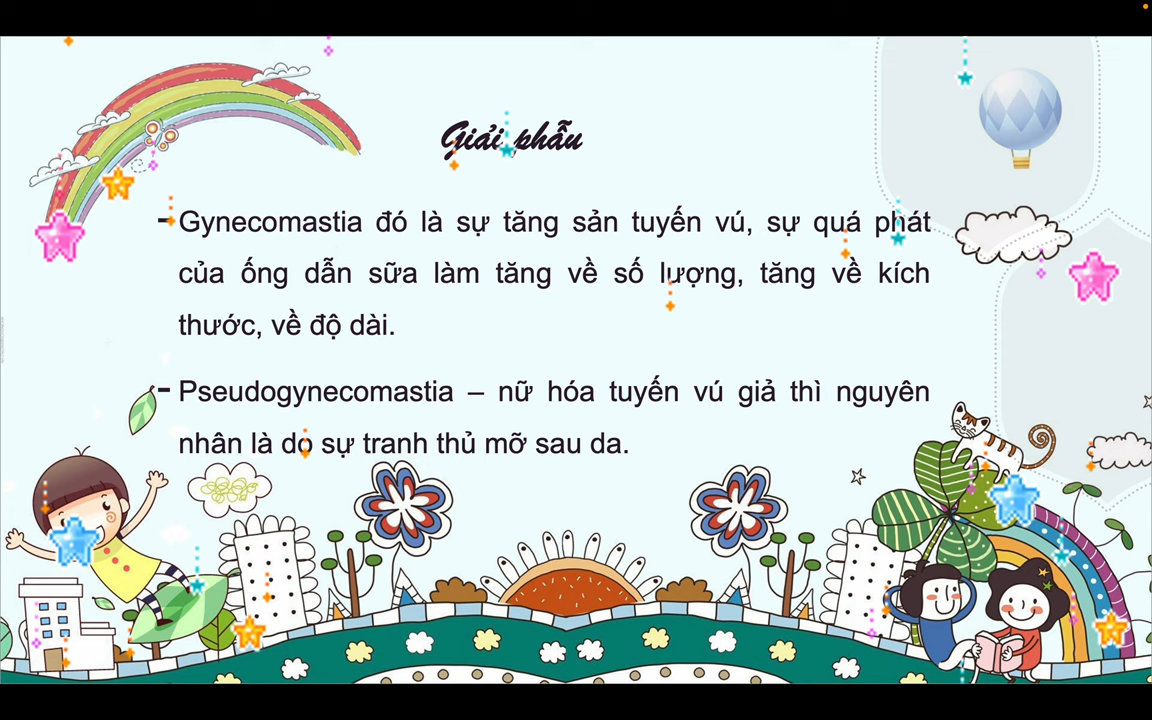 Giải phẫu
- Gynecomastia đó là sự tăng sản tuyến vú, sự quá phát
của ống dẫn sữa làm tăng về số lượng, tăng về kích
thước, về độ dài.
- Pseudogynecomastia – nữ hóa tuyến vú giả thì nguyên
nhân là do sự tranh thủ mỡ sau da.